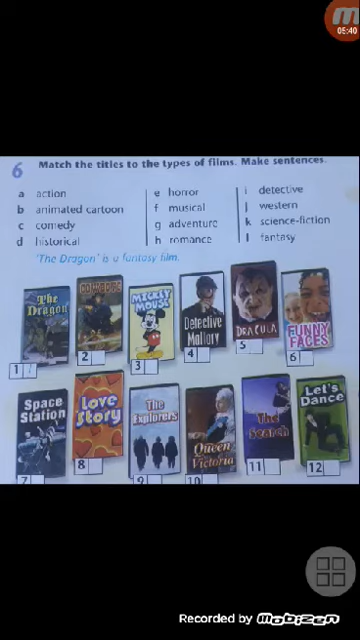 05:40
6 Match the titles to the types of films. Make sentences.
a action
b animated cartoon
c comedy
d historical
e horror
f musical
g adventure
h romance
i detective
j western
k science-fiction
l fantasy
'The Dragon' is a fantasy film.
The
Dragon
1
COWBOYS
2
MICKEY
MOUSE
3
Detective
Mallory
4
DRACULA
5
FUNNY
FACES
6
Space
Station
7
Love
Story
8
The
Explorers
9
Queen
Victoria
10
The
Search
11
Let's
Dance
12
Recorded by Mobizen